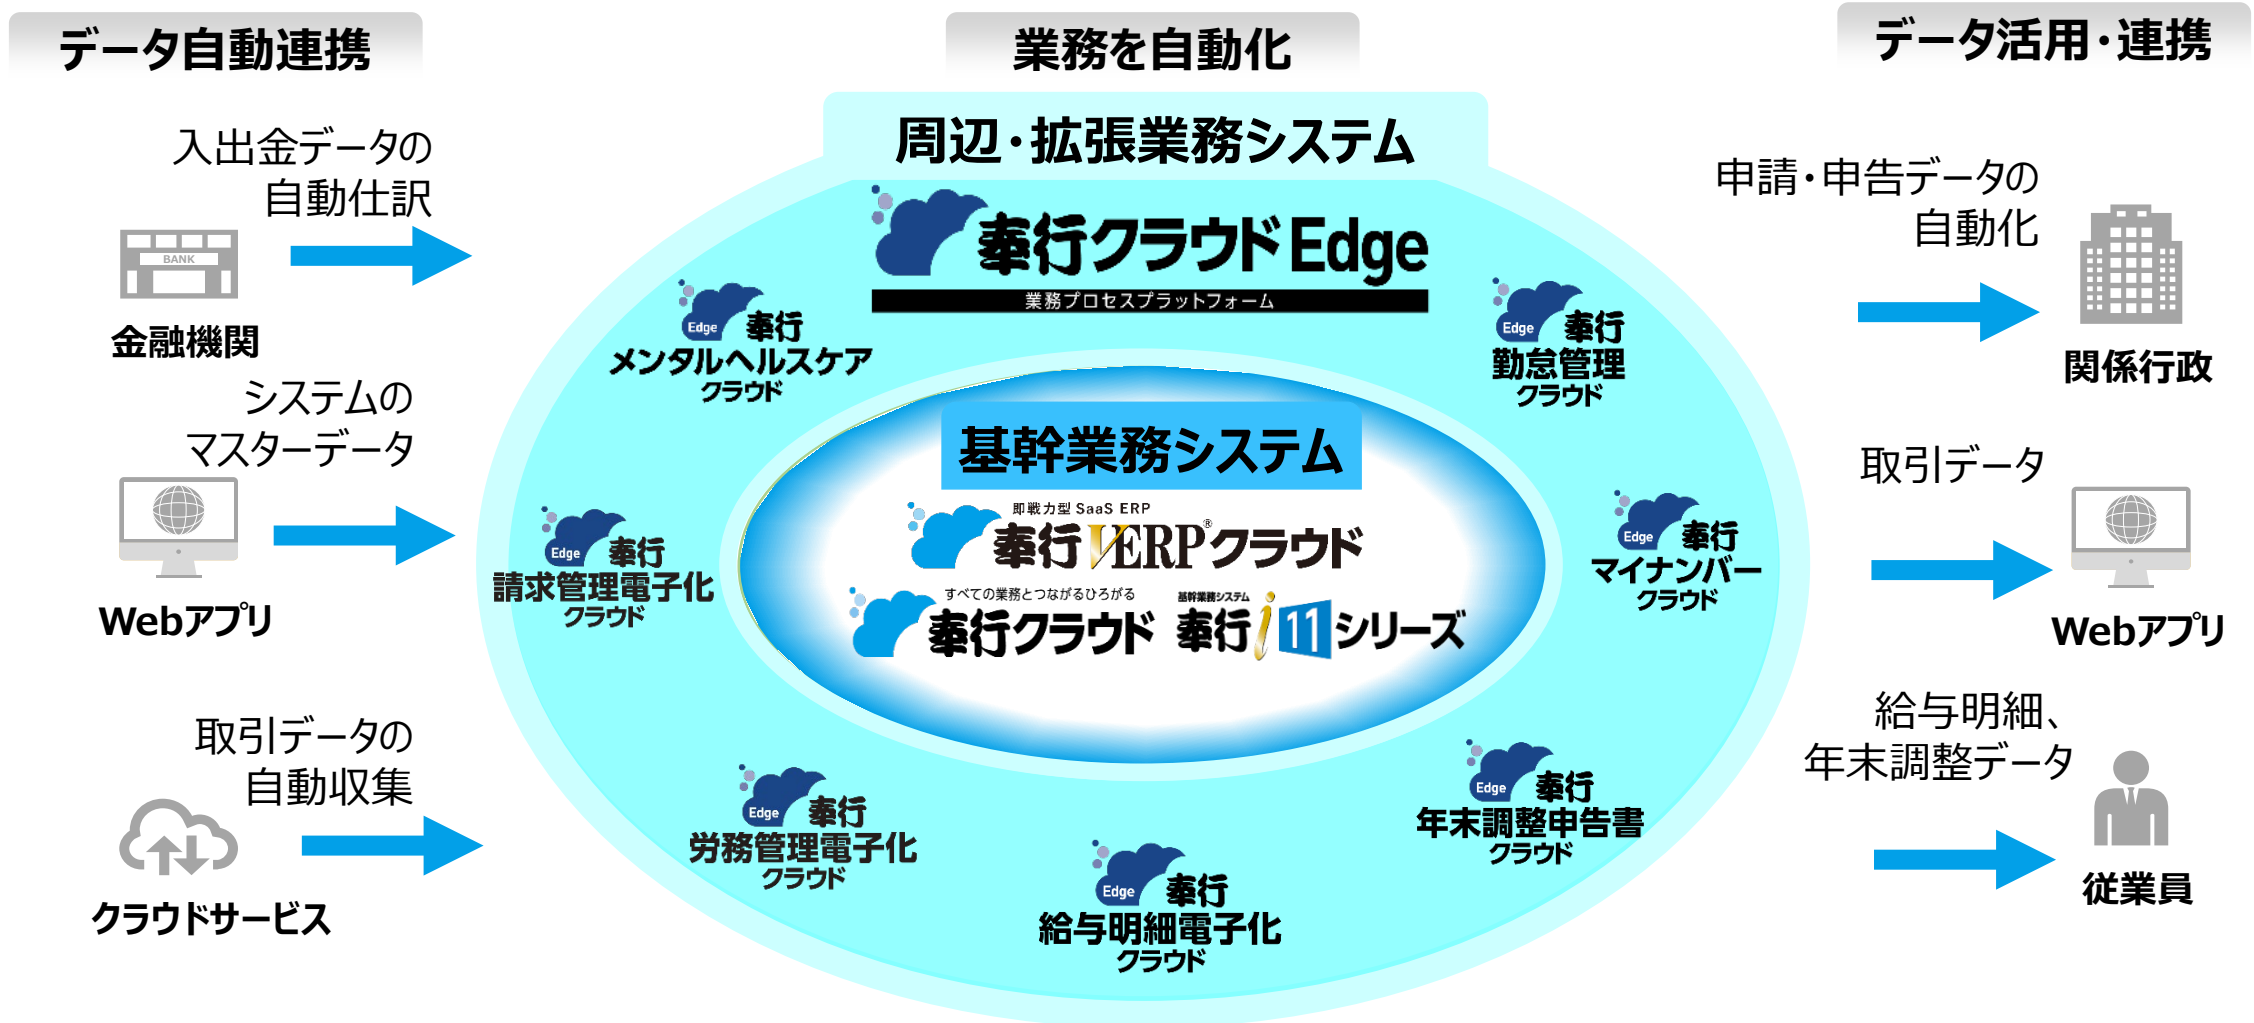 データ自動連携
業務を自動化
データ活用・連携
入出金データの
自動仕訳
BANK
金融機関
システムの
マスターデータ
Webアプリ
取引データの
自動収集
クラウドサービス
周辺・拡張業務システム
奉行クラウドEdge
業務プロセスプラットフォーム
Edge 奉行
メンタルヘルスケア
クラウド
Edge 奉行
勤怠管理
クラウド
基幹業務システム
即戦力型 SaaS ERP
奉行VERP®クラウド
すべての業務とつながるひろがる
奉行クラウド
基幹業務システム
奉行i11シリーズ
Edge 奉行
請求管理電子化
クラウド
Edge 奉行
マイナンバー
クラウド
Edge 奉行
労務管理電子化
クラウド
Edge 奉行
給与明細電子化
クラウド
Edge 奉行
年末調整申告書
クラウド
申請・申告データの
自動化
関係行政
取引データ
Webアプリ
給与明細、
年末調整データ
従業員